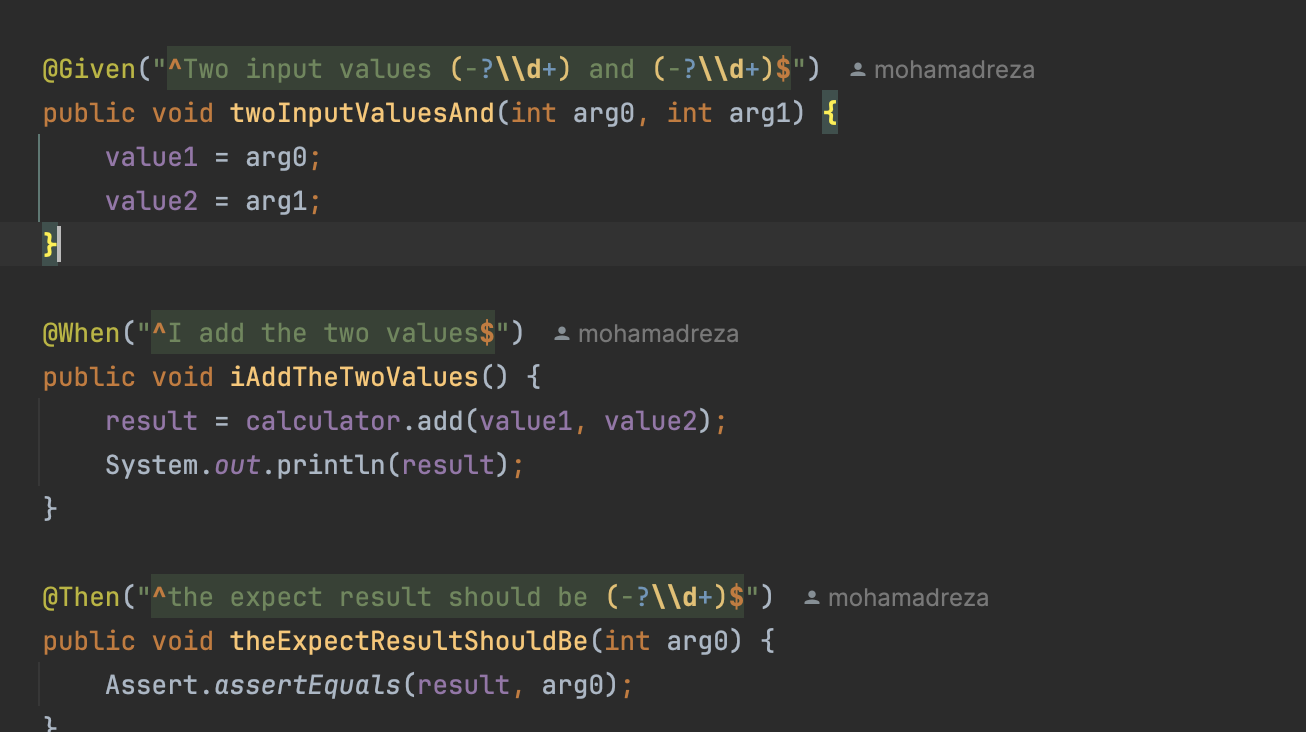 @Given("^Two input values (-?\\d+) and (-?\\d+)$") mohamadreza
public void twoInputValuesAnd(int arg0, int arg1) {
    value1 = arg0;
    value2 = arg1;
}
@When("^I add the two values$") mohamadreza
public void iAddTheTwoValues() {
    result = calculator.add(value1, value2);
    System.out.println(result);
}
@Then("^the expect result should be (-?\\d+)$") mohamadreza
public void theExpectResultShouldBe(int arg0) {
    Assert.assertEquals(result, arg0);
}